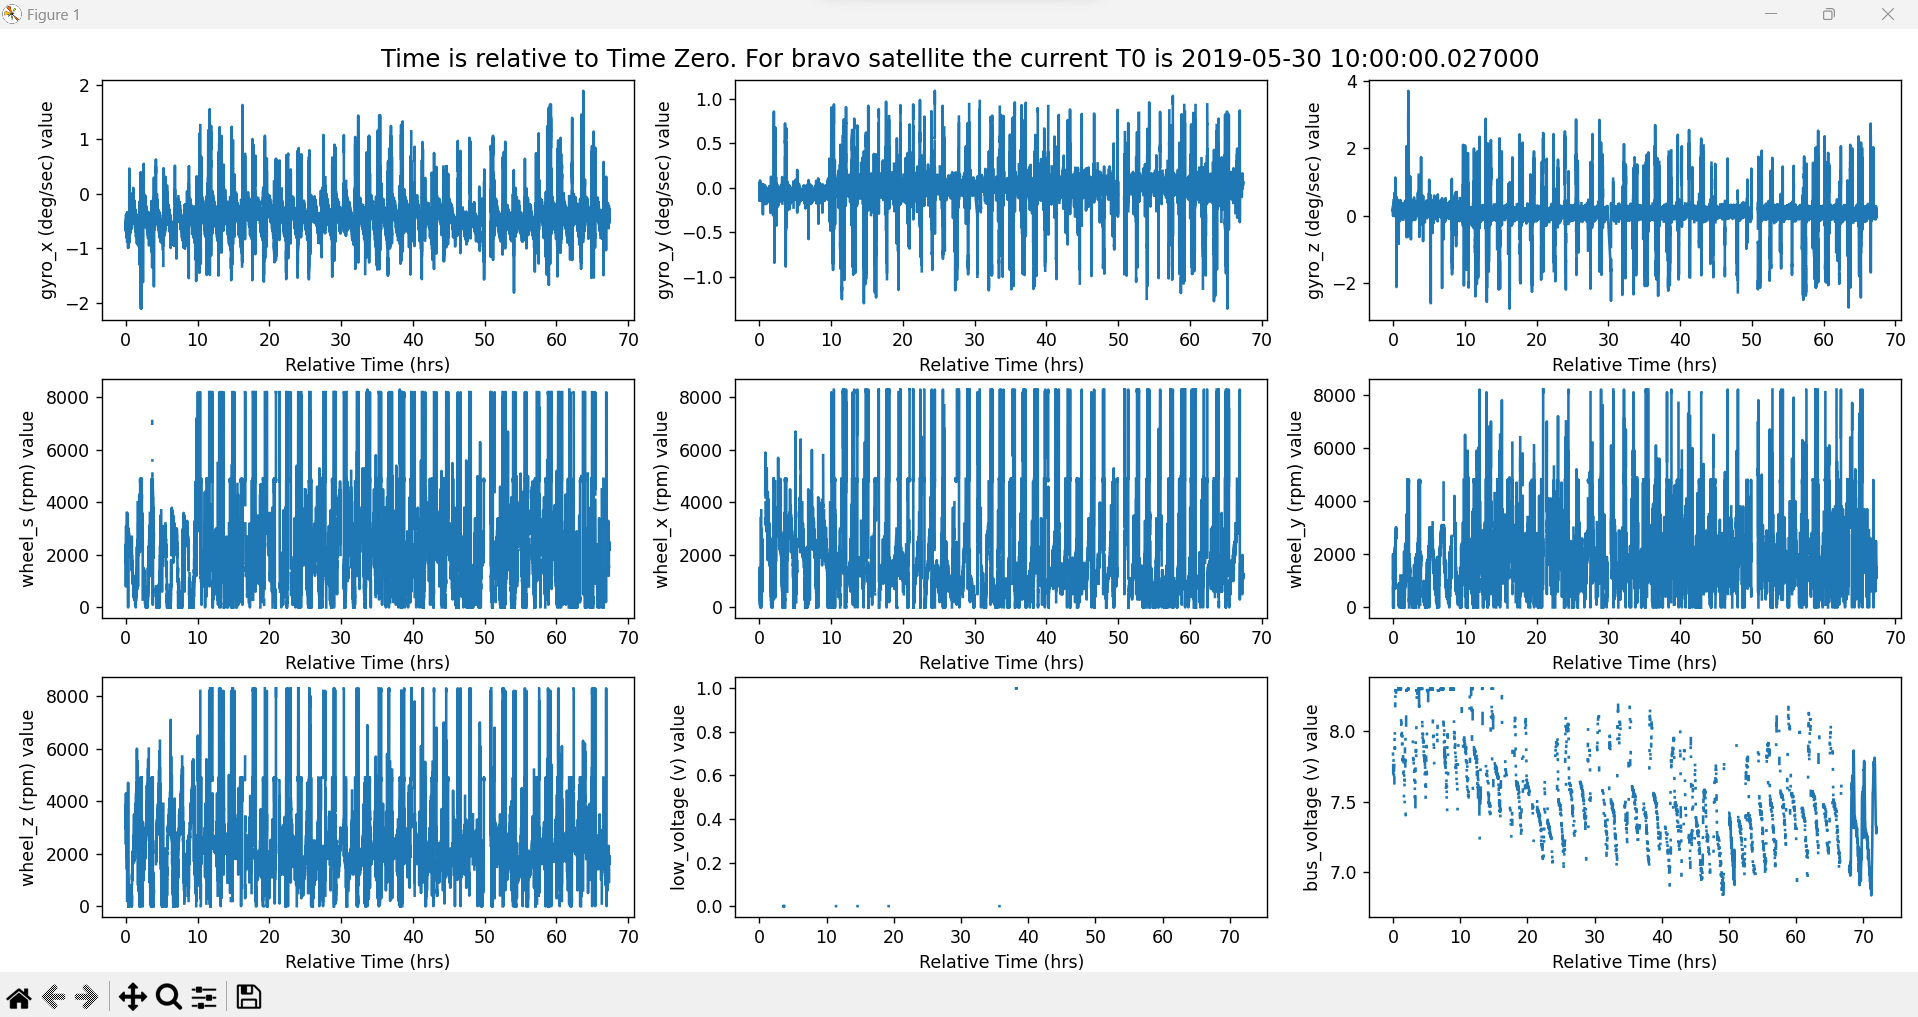 Figure 1
Time is relative to Time Zero. For bravo satellite the current T0 is 2019-05-30 10:00:00.027000
gyro_x (deg/sec) value
2
1
0
−1
−2
0 10 20 30 40 50 60 70
Relative Time (hrs)
gyro_y (deg/sec) value
1.0
0.5
0.0
−0.5
−1.0
0 10 20 30 40 50 60 70
Relative Time (hrs)
gyro_z (deg/sec) value
4
2
0
−2
0 10 20 30 40 50 60 70
Relative Time (hrs)
wheel_s (rpm) value
8000
6000
4000
2000
0
0 10 20 30 40 50 60 70
Relative Time (hrs)
wheel_x (rpm) value
8000
6000
4000
2000
0
0 10 20 30 40 50 60 70
Relative Time (hrs)
wheel_y (rpm) value
8000
6000
4000
2000
0
0 10 20 30 40 50 60 70
Relative Time (hrs)
wheel_z (rpm) value
8000
6000
4000
2000
0
0 10 20 30 40 50 60 70
Relative Time (hrs)
low_voltage (v) value
1.0
0.8
0.6
0.4
0.2
0.0
0 10 20 30 40 50 60 70
Relative Time (hrs)
bus_voltage (v) value
8.0
7.5
7.0
0 10 20 30 40 50 60 70
Relative Time (hrs)